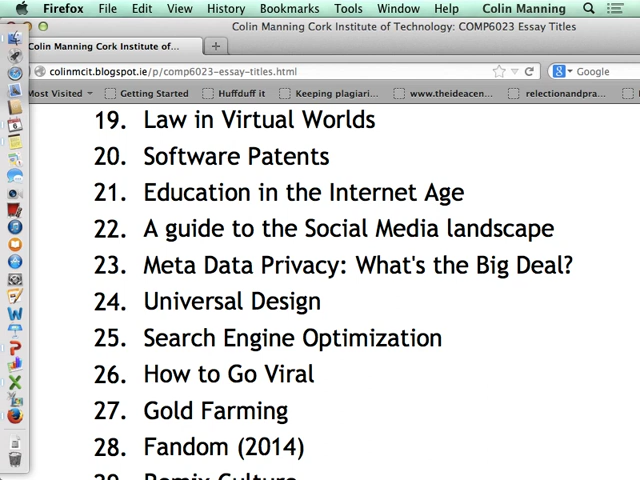 Firefox File Edit View History Bookmarks Tools Window Help Colin Manning
Colin Manning Cork Institute of Technology: COMP6023 Essay Titles
Colin Manning Cork Institute of...
colinmcit.blogspot.ie/p/comp6023-essay-titles.html
Google
Most Visited Getting Started Huffduff it Keeping plagiari... www.theideacen... relectionandpra...
19. Law in Virtual Worlds
20. Software Patents
21. Education in the Internet Age
22. A guide to the Social Media landscape
23. Meta Data Privacy: What's the Big Deal?
24. Universal Design
25. Search Engine Optimization
26. How to Go Viral
27. Gold Farming
28. Fandom (2014)
29. Remix Culture